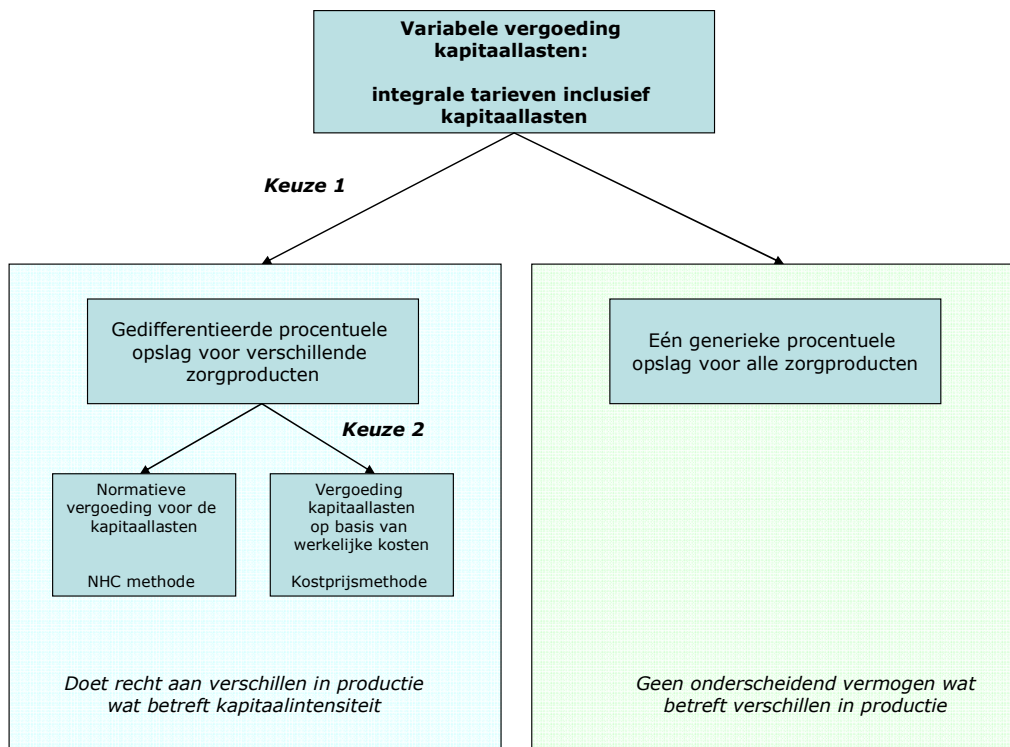 Variabele vergoeding
kapitaallasten:
integrale tarieven inclusief
kapitaallasten
Keuze 1
Gedifferentieerde procentuele
opslag voor verschillende
zorgproducten
Keuze 2
Normatieve
vergoeding voor de
kapitaallasten
NHC methode
Vergoeding
kapitaallasten
op basis van
werkelijke kosten
Kostprijsmethode
Doet recht aan verschillen in productie
wat betreft kapitaalintensiteit
Eén generieke procentuele
opslag voor alle zorgproducten
Geen onderscheidend vermogen wat
betreft verschillen in productie